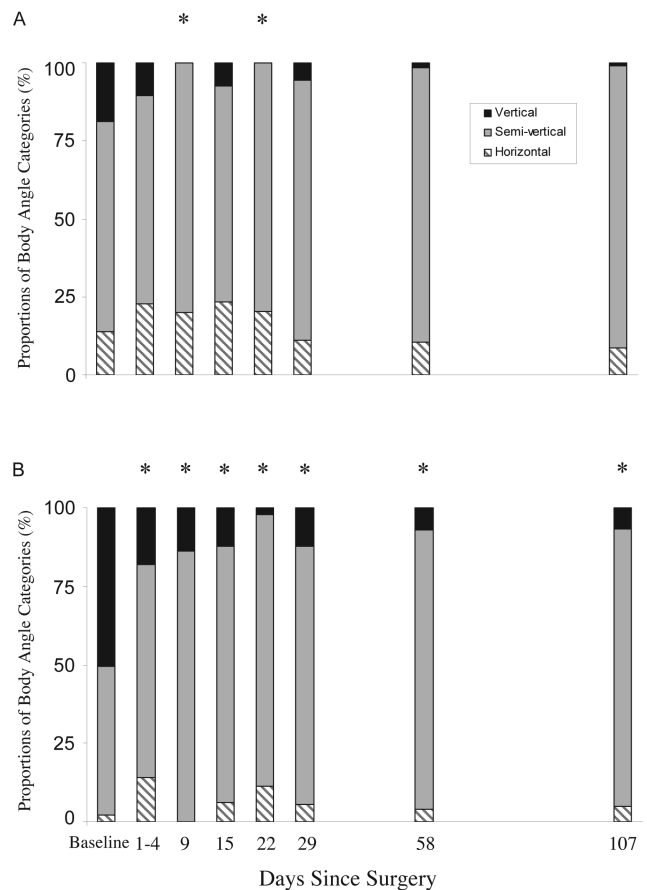 A
* *
Proportions of Body Angle Categories (%)
100
75
50
25
0
Vertical
Semi-vertical
Horizontal
B
* * * * * * *
Proportions of Body Angle Categories (%)
100
75
50
25
0
Baseline 1-4 9 15 22 29 58 107
Days Since Surgery